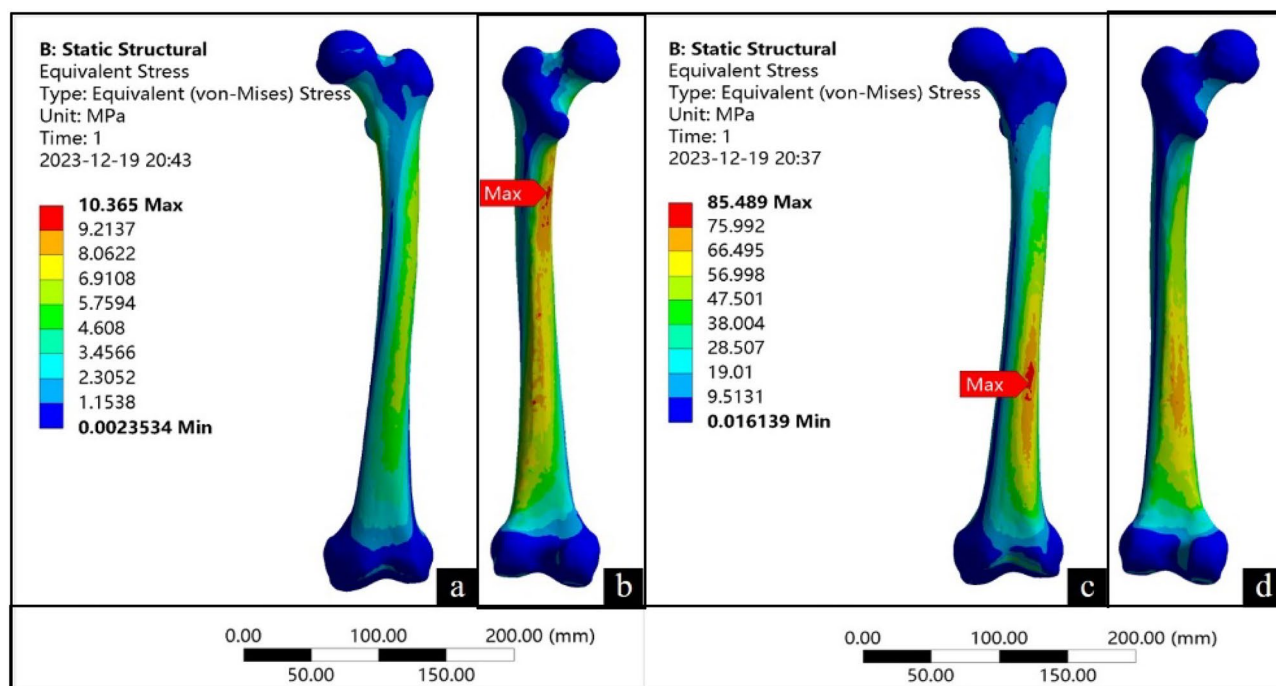 B: Static Structural
Equivalent Stress
Type: Equivalent (von-Mises) Stress
Unit: MPa
Time: 1
2023-12-19 20:43
10.365 Max
9.2137
8.0622
6.9108
5.7594
4.608
3.4566
2.3052
1.1538
0.0023534 Min
a
Max
b
B: Static Structural
Equivalent Stress
Type: Equivalent (von-Mises) Stress
Unit: MPa
Time: 1
2023-12-19 20:37
85.489 Max
75.992
66.495
56.998
47.501
38.004
28.507
19.01
9.5131
0.016139 Min
Max
c
d
0.00 100.00 200.00 (mm)
50.00 150.00
0.00 100.00 200.00 (mm)
50.00 150.00